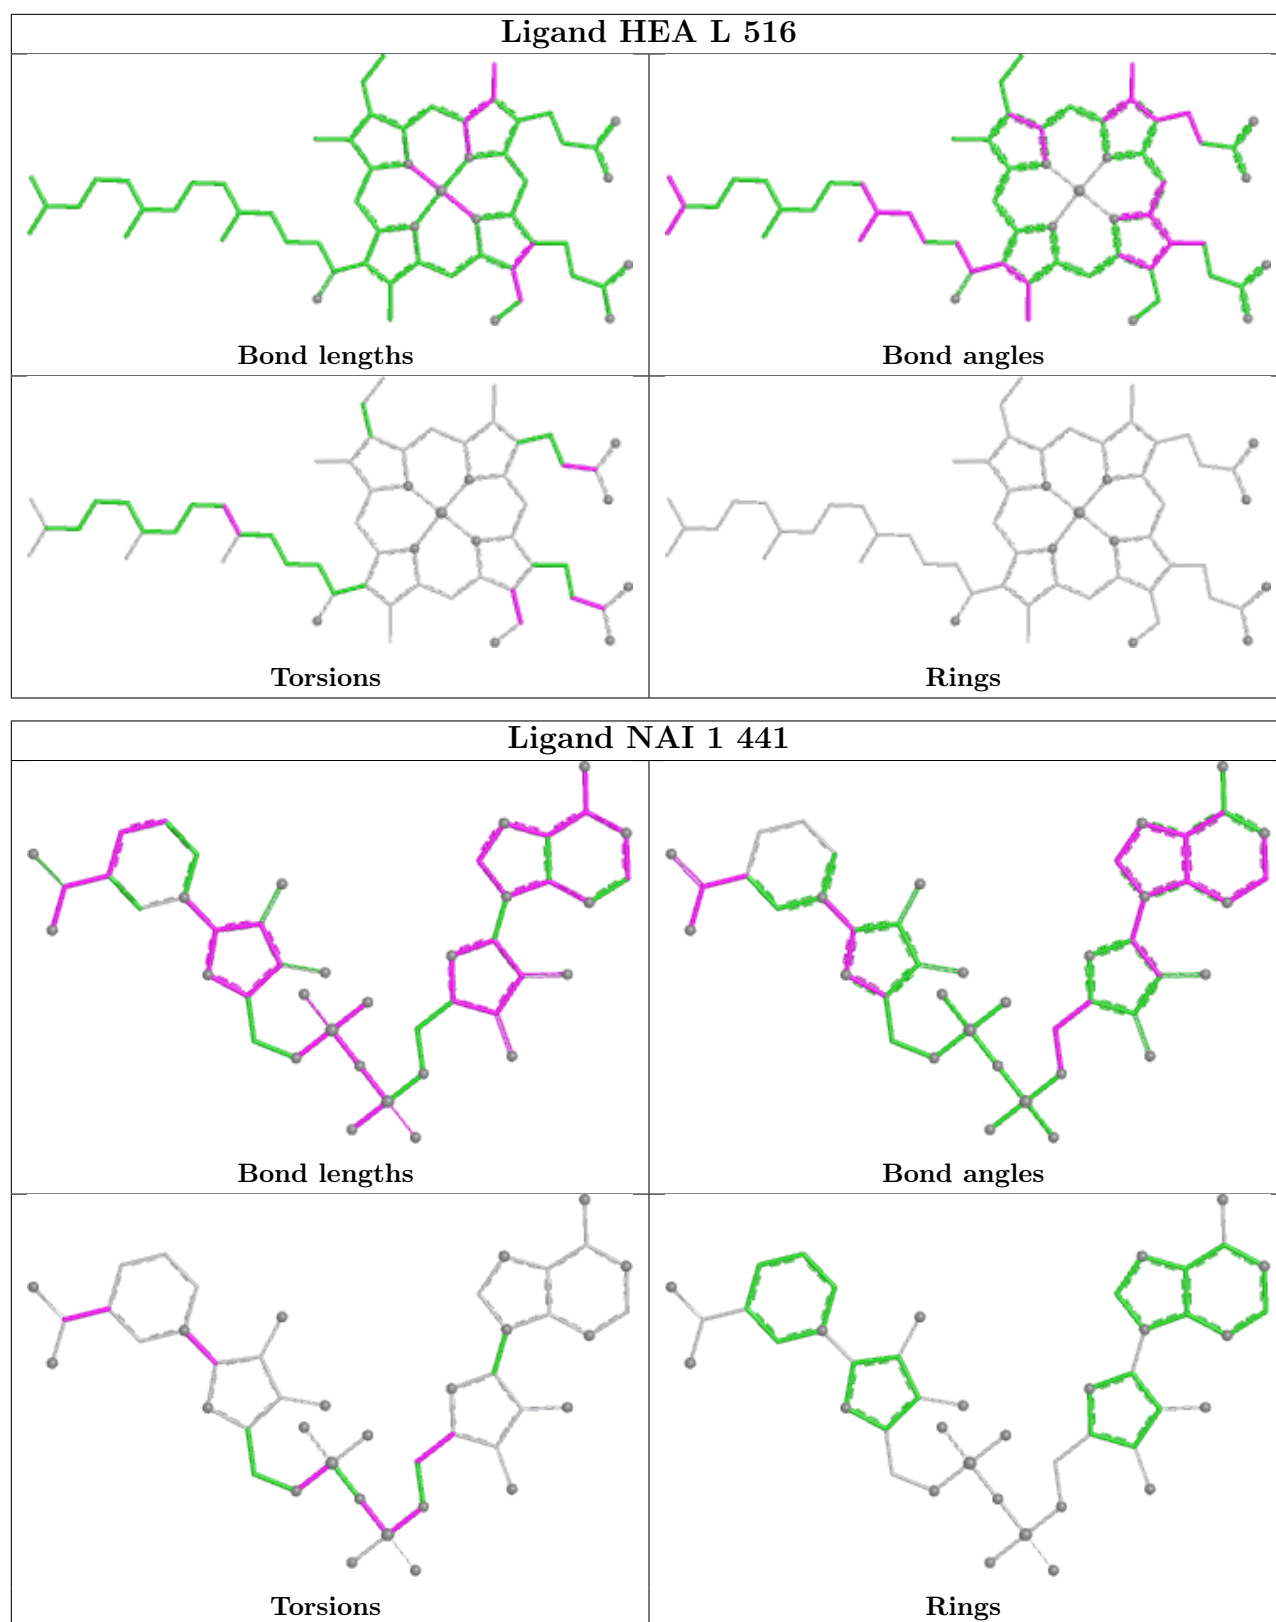 Ligand HEA L 516
Bond lengths
Bond angles
Torsions
Rings
Ligand NAI 1 441
Bond lengths
Bond angles
Torsions
Rings